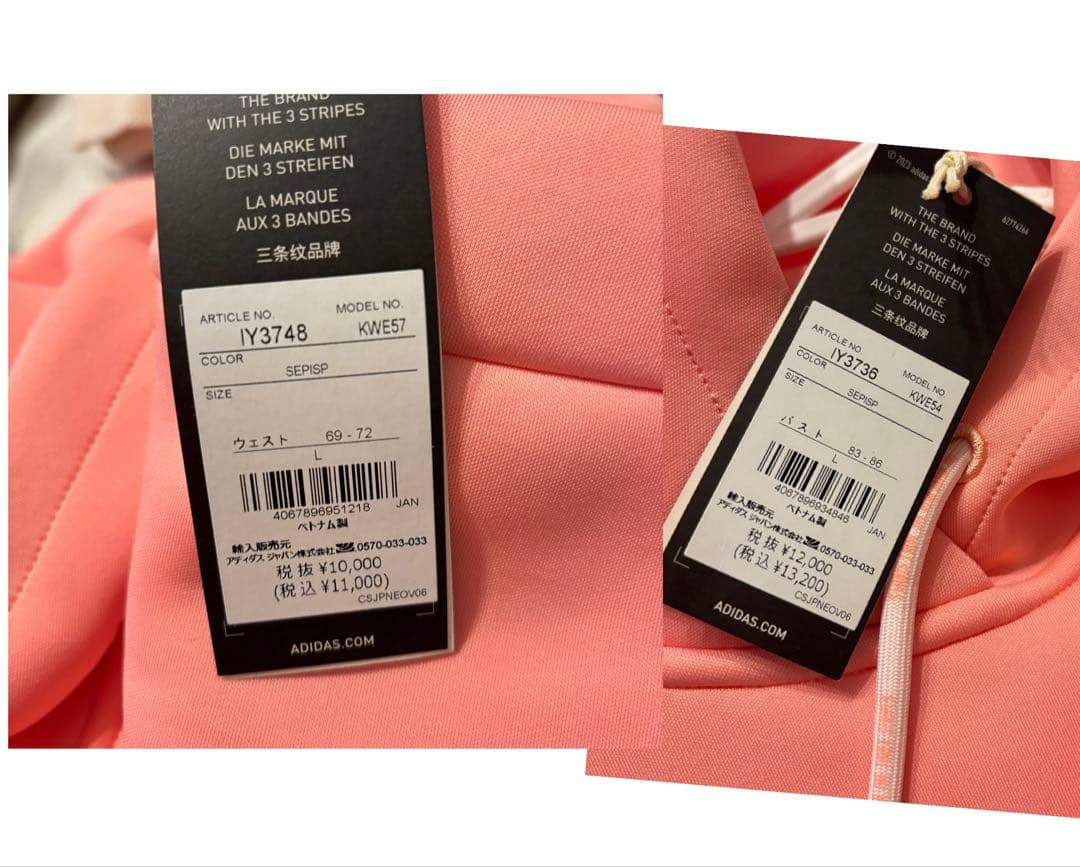 THE BRAND
WITH THE 3 STRIPES
DIE MARKE MIT
DEN 3 STREIFEN
LA MARQUE
AUX 3 BANDES
三条纹品牌
ARTICLE NO. MODEL NO.
IY3748 KWE57
COLOR
SEPISP
SIZE
ウェスト 69 - 72
L
4067896951218 JAN
ベトナム製
輸入販売元
アディダス ジャパン株式会社 0570-033-033
税抜 ¥10,000
(税込 ¥11,000)
CSJPNEOV06
ADIDAS.COM
© 2023 adidas
62774264
THE BRAND
WITH THE 3 STRIPES
DIE MARKE MIT
DEN 3 STREIFEN
LA MARQUE
AUX 3 BANDES
三条纹品牌
ARTICLE NO. MODEL NO.
IY3736 KWE54
COLOR
SEPISP
SIZE
バスト 83 - 86
L
4067896934846 JAN
ベトナム製
輸入販売元
アディダス ジャパン株式会社 0570-033-033
税抜 ¥12,000
(税込 ¥13,200)
CSJPNEOV06
ADIDAS.COM